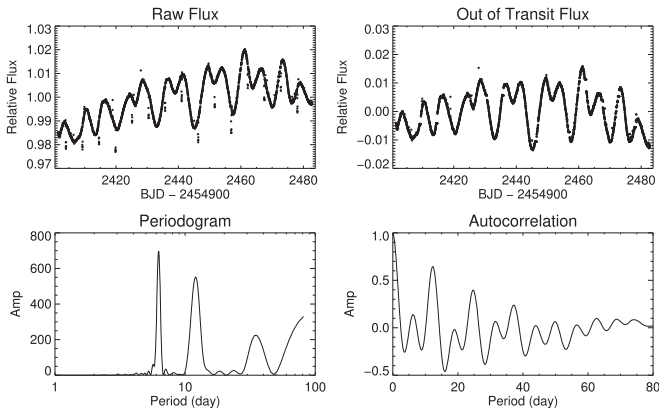 Raw Flux
Out of Transit Flux
1.03
1.02
1.01
1.00
0.99
0.98
0.97
Relative Flux
2420 2440 2460 2480
BJD − 2454900
0.03
0.02
0.01
0.00
−0.01
−0.02
Relative Flux
2420 2440 2460 2480
BJD − 2454900
Periodogram
Autocorrelation
800
600
400
200
0
Amp
1 10 100
Period (day)
1.0
0.5
0.0
−0.5
Amp
0 20 40 60 80
Period (day)